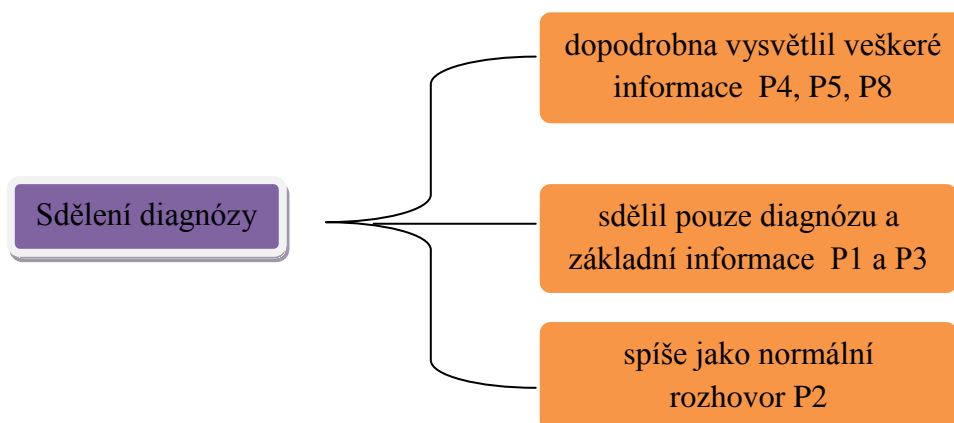 dopodrobna vysvětlil veškeré
informace P4, P5, P8
Sdělení diagnózy
sdělil pouze diagnózu a
základní informace P1 a P3
spíše jako normální
rozhovor P2